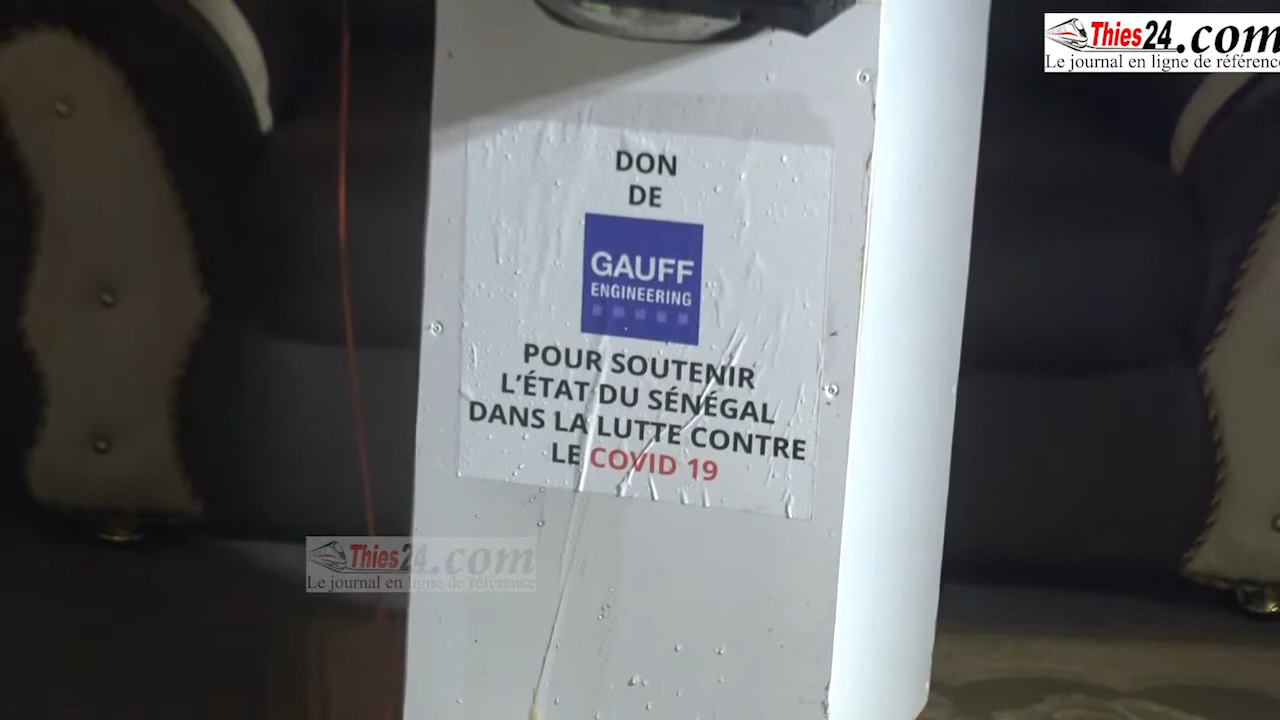 Thies24.com
Le journal en ligne de référence
DON
DE
GAUFF
ENGINEERING
POUR SOUTENIR
L'ÉTAT DU SÉNÉGAL
DANS LA LUTTE CONTRE
LE COVID 19
Thies24.com
Le journal en ligne de référence